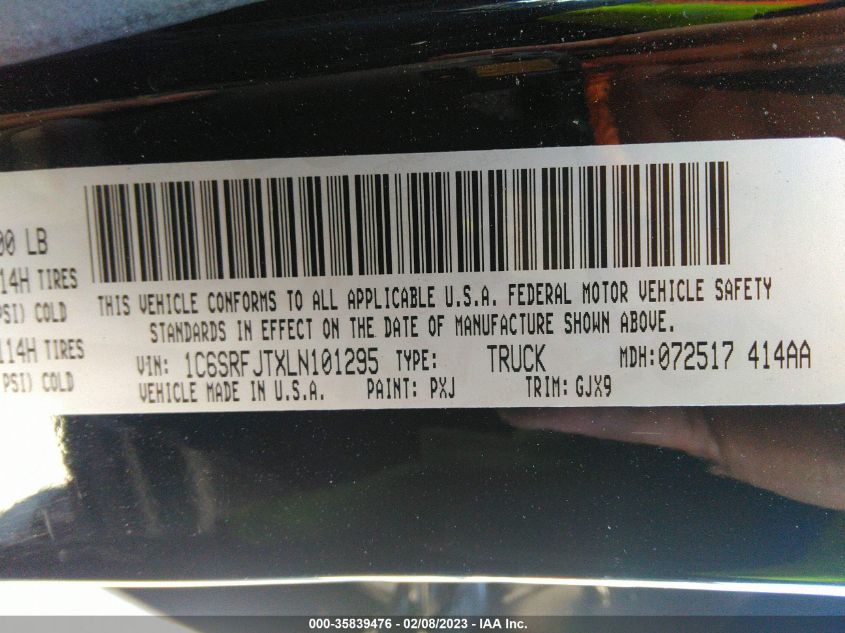 00 LB
114H TIRES
PSI) COLD
114H TIRES
PSI) COLD
THIS VEHICLE CONFORMS TO ALL APPLICABLE U.S.A. FEDERAL MOTOR VEHICLE SAFETY
STANDARDS IN EFFECT ON THE DATE OF MANUFACTURE SHOWN ABOVE.
VIN: 1C6SRFJTXLN101295 TYPE: TRUCK MDH:072517 414AA
VEHICLE MADE IN U.S.A. PAINT: PXJ TRIM: GJX9
000-35839476 - 02/08/2023 - IAA Inc.